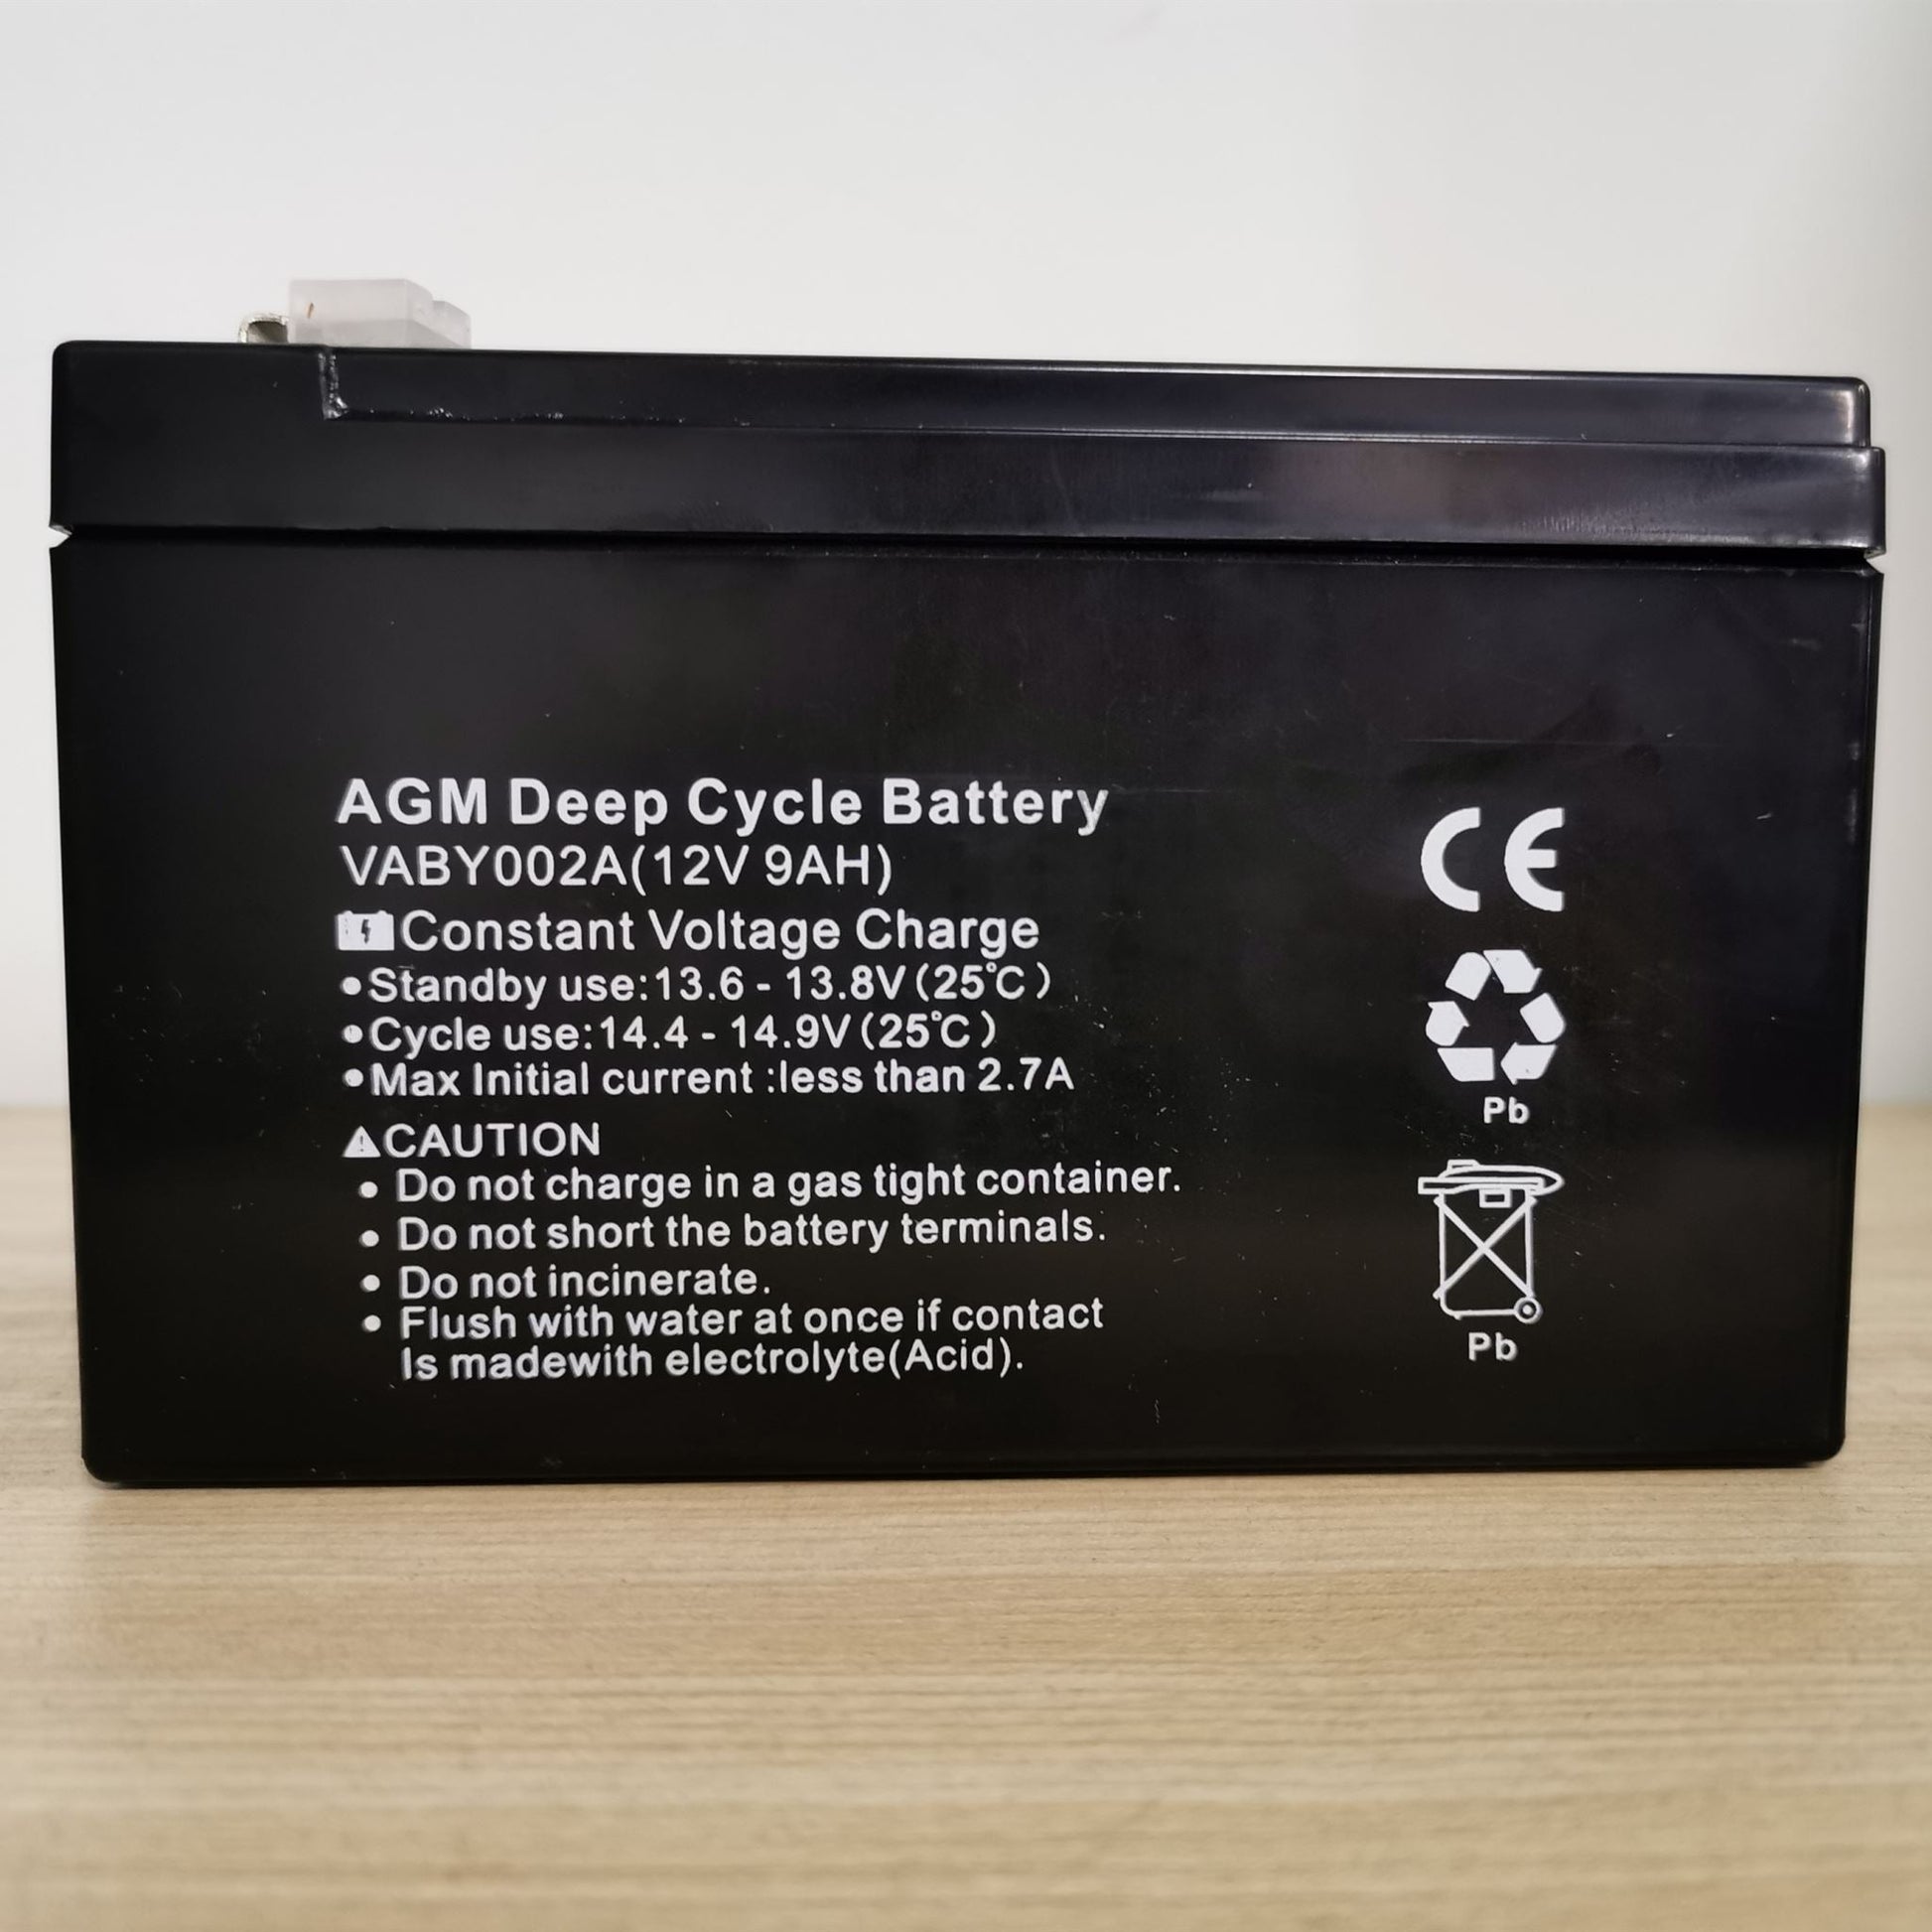 AGM Deep Cycle Battery
VABY002A(12V 9AH)
Constant Voltage Charge
•Standby use:13.6 - 13.8V(25℃)
•Cycle use:14.4 - 14.9V(25℃)
•Max Initial current :less than 2.7A
⚠CAUTION
• Do not charge in a gas tight container.
• Do not short the battery terminals.
• Do not incinerate.
• Flush with water at once if contact
Is madewith electrolyte(Acid).
CE
Pb
Pb